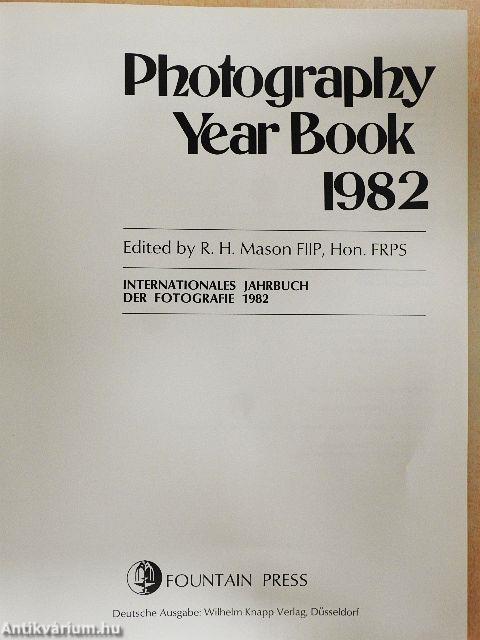 Photography
Year Book
1982
Edited by R. H. Mason FIIP, Hon. FRPS
INTERNATIONALES JAHRBUCH
DER FOTOGRAFIE 1982
FOUNTAIN PRESS
Deutsche Ausgabe: Wilhelm Knapp Verlag, Düsseldorf
Antikvárium.hu